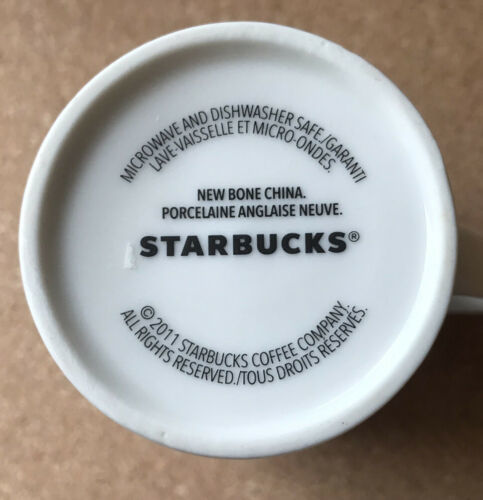 MICROWAVE AND DISHWASHER SAFE./GARANTI
LAVE-VAISSELLE ET MICRO-ONDES.
NEW BONE CHINA.
PORCELAINE ANGLAISE NEUVE.
STARBUCKS®
© 2011 STARBUCKS COFFEE COMPANY.
ALL RIGHTS RESERVED./TOUS DROITS RÉSERVÉS.